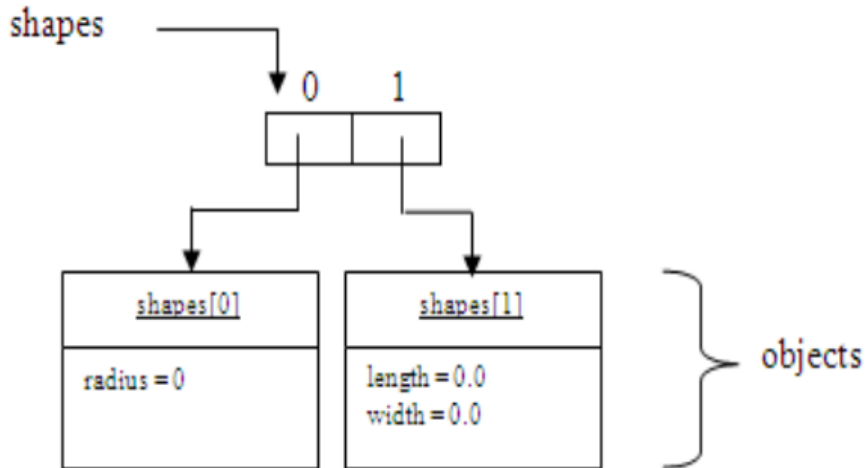 shapes
0 1
shapes[0]
shapes[1]
radius = 0
length = 0.0
width = 0.0
objects